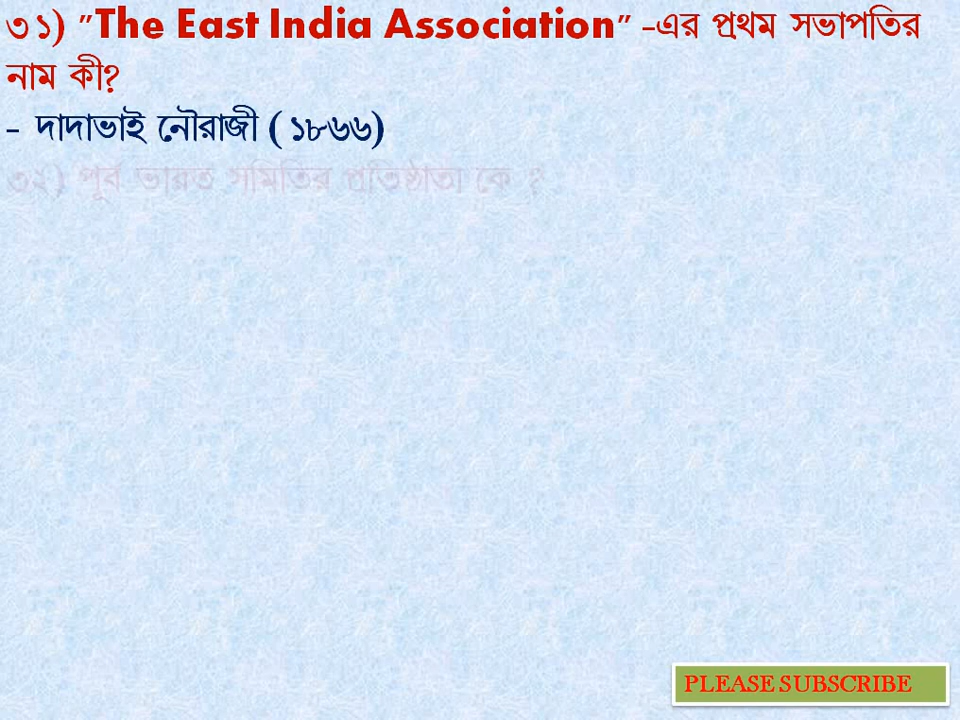 ৩১) "The East India Association" -এর প্রথম সভাপতির
নাম কী?
- দাদাভাই নৌরাজী (১৮৬৬)
৩২) পূর্ব ভারত সমিতির প্রতিষ্ঠাতা কে ?
PLEASE SUBSCRIBE